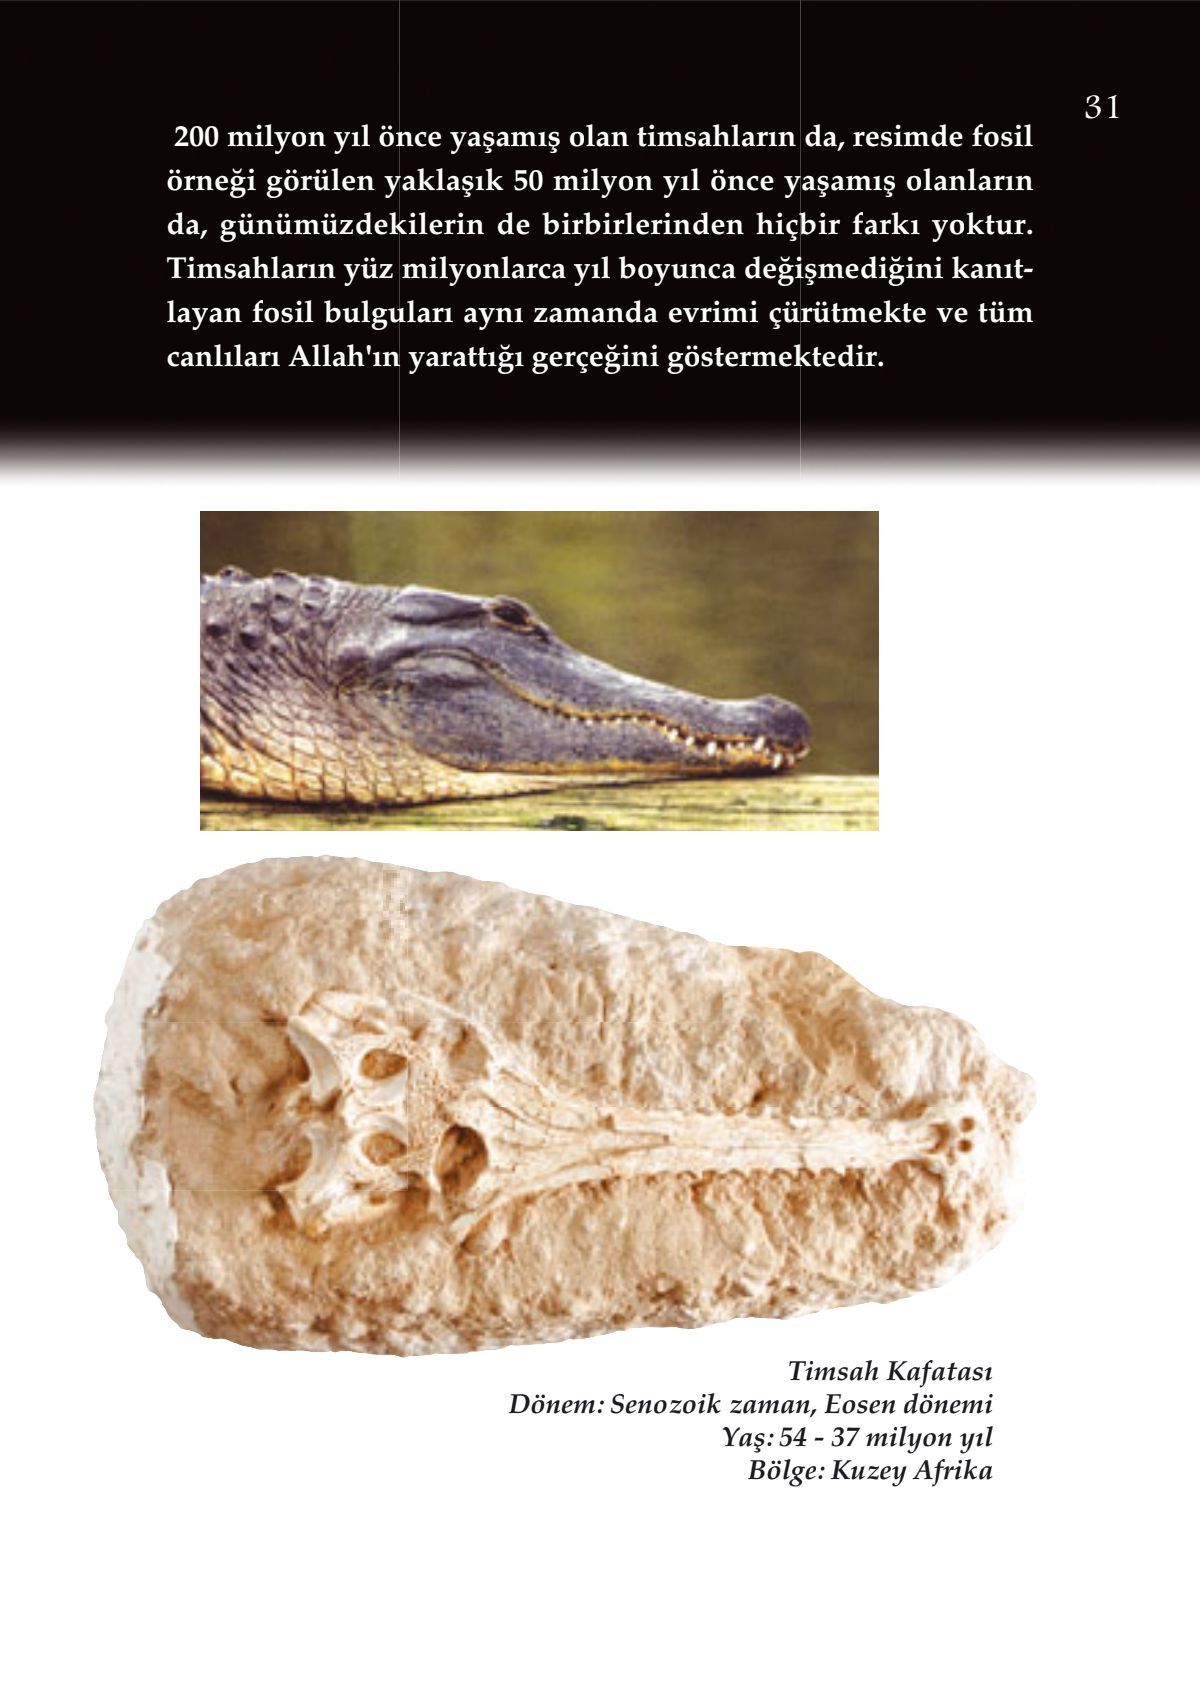 31
200 milyon yıl önce yaşamış olan timsahların da, resimde fosil
örneği görülen yaklaşık 50 milyon yıl önce yaşamış olanların
da, günümüzdekilerin de birbirlerinden hiçbir farkı yoktur.
Timsahların yüz milyonlarca yıl boyunca değişmediğini kanıt-
layan fosil bulguları aynı zamanda evrimi çürütmekte ve tüm
canlıları Allah'ın yarattığı gerçeğini göstermektedir.
Timsah Kafatası
Dönem: Senozoik zaman, Eosen dönemi
Yaş: 54 - 37 milyon yıl
Bölge: Kuzey Afrika